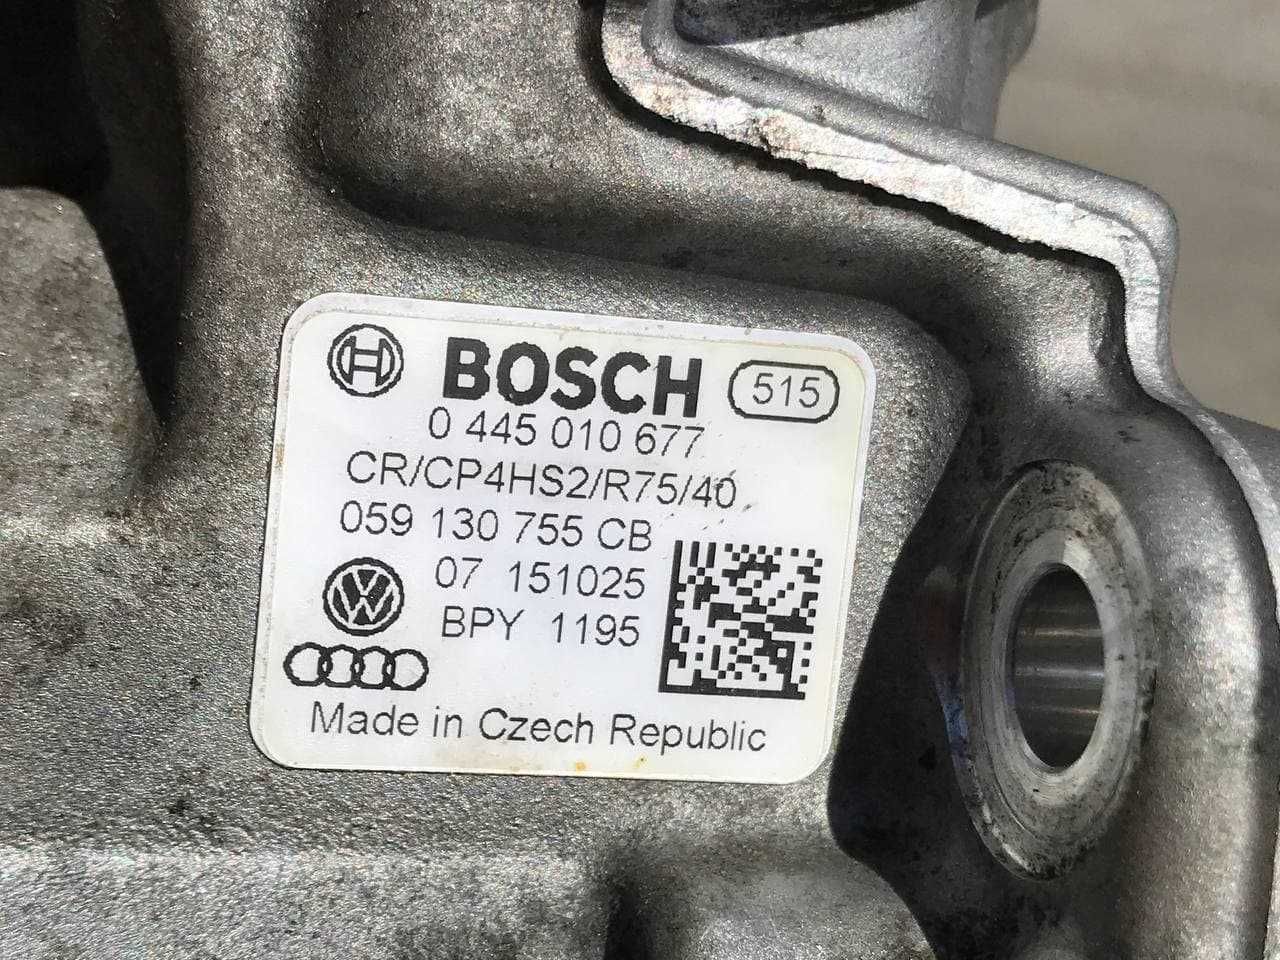 BOSCH 515
0 445 010 677
CR/CP4HS2/R75/40
059 130 755 CB
07 151025
BPY 1195
Made in Czech Republic